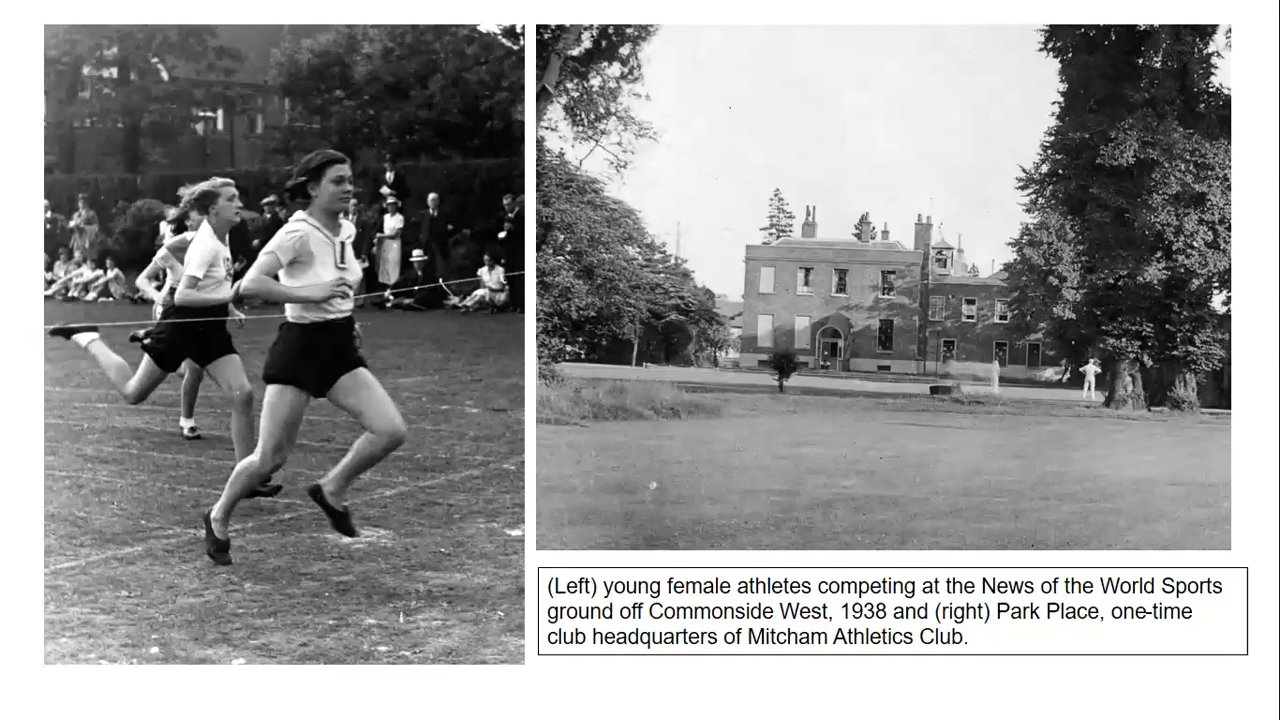 (Left) young female athletes competing at the News of the World Sports
ground off Commonside West, 1938 and (right) Park Place, one-time
club headquarters of Mitcham Athletics Club.